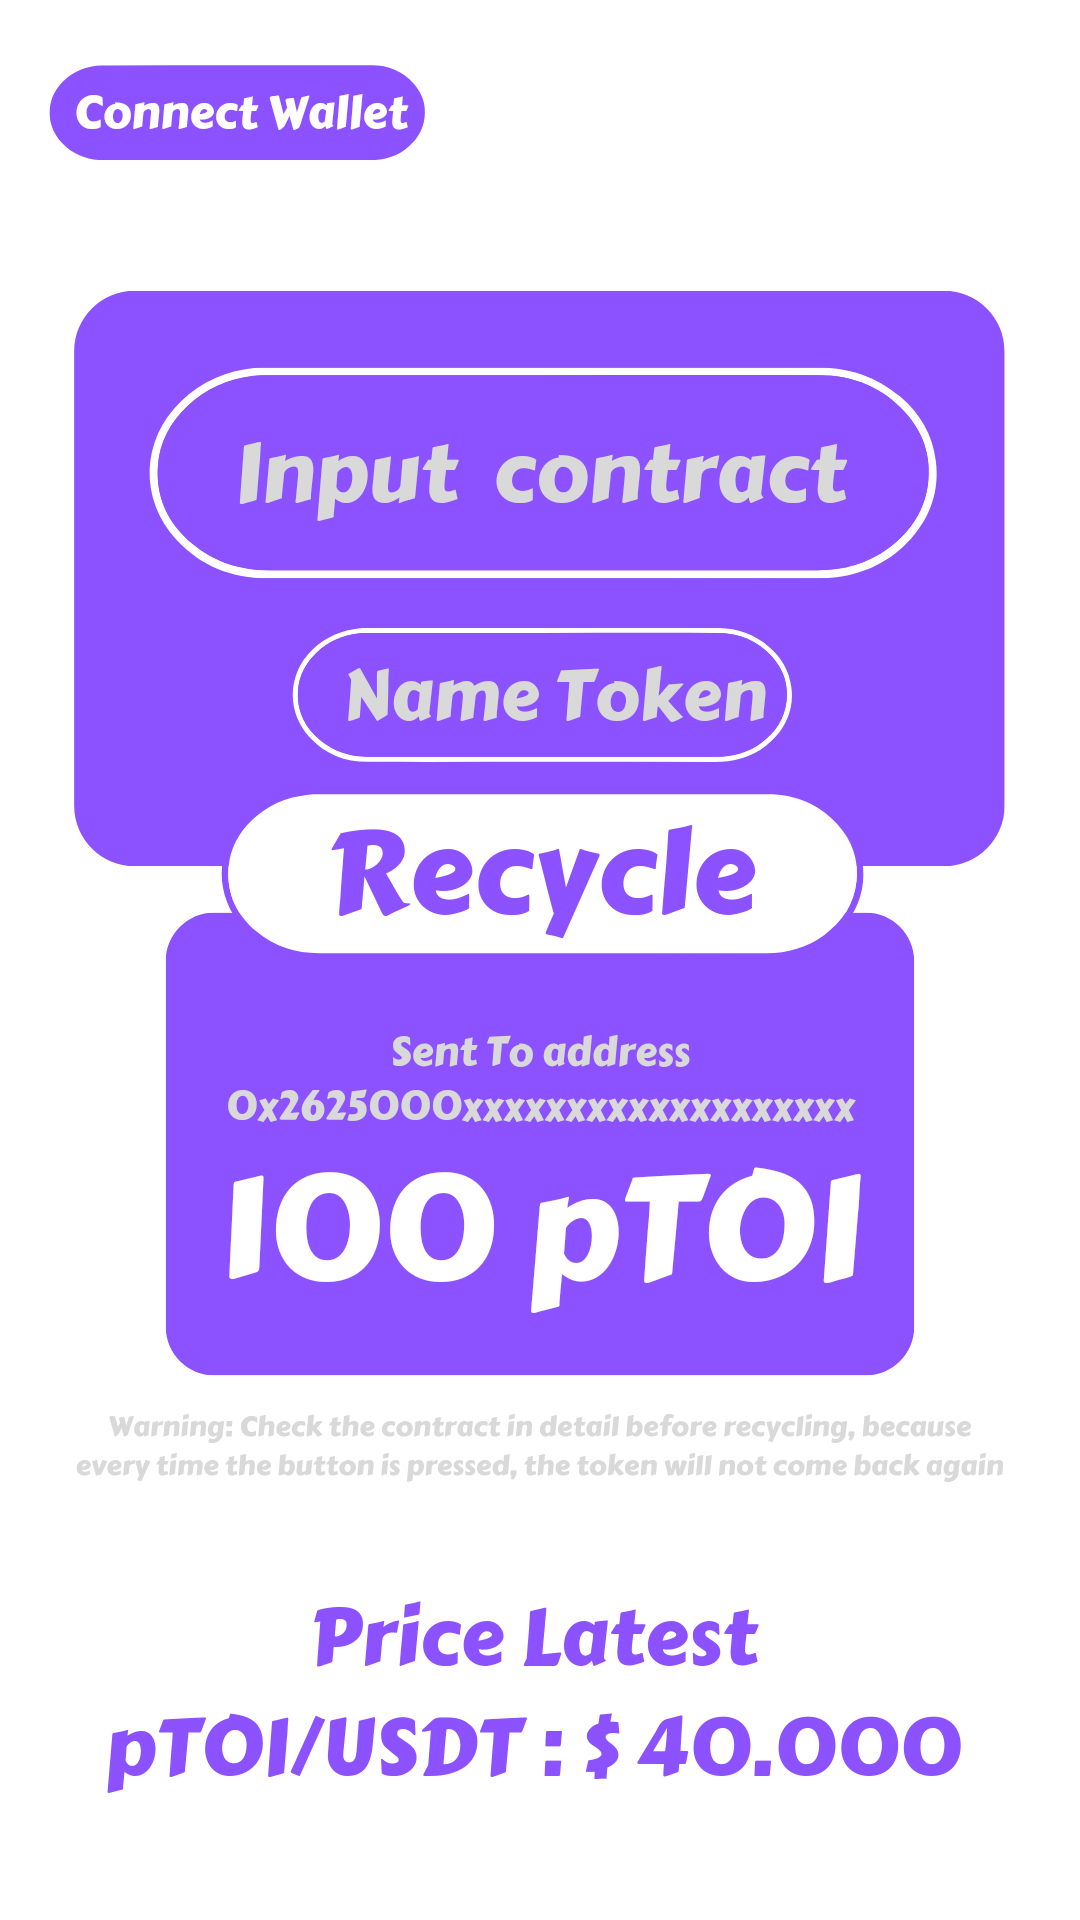 Connect Wallet
Input contract
Name Token
Recycle
Sent To address
0x2625000xxxxxxxxxxxxxxxxxxx
100 pTOI
Warning: Check the contract in detail before recycling, because
every time the button is pressed, the token will not come back again
Price Latest
pTOI/USDT : $ 40.000